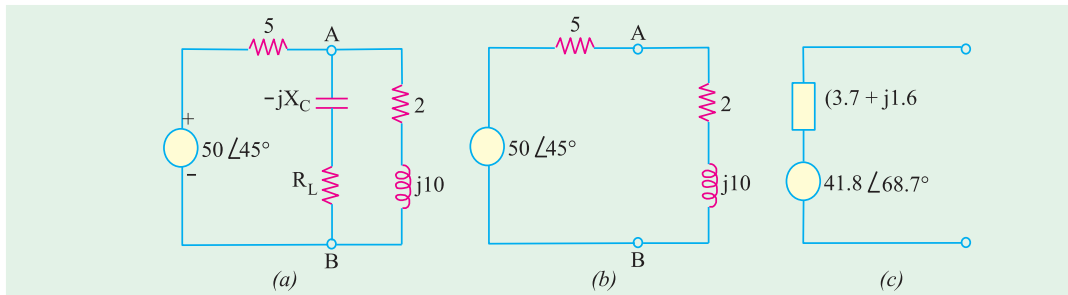 5
A
-jX_C
2
+
50 ∠45°
-
R_L
j10
B
(a)
5
A
2
50 ∠45°
j10
B
(b)
(3.7 + j1.6
41.8 ∠68.7°
(c)